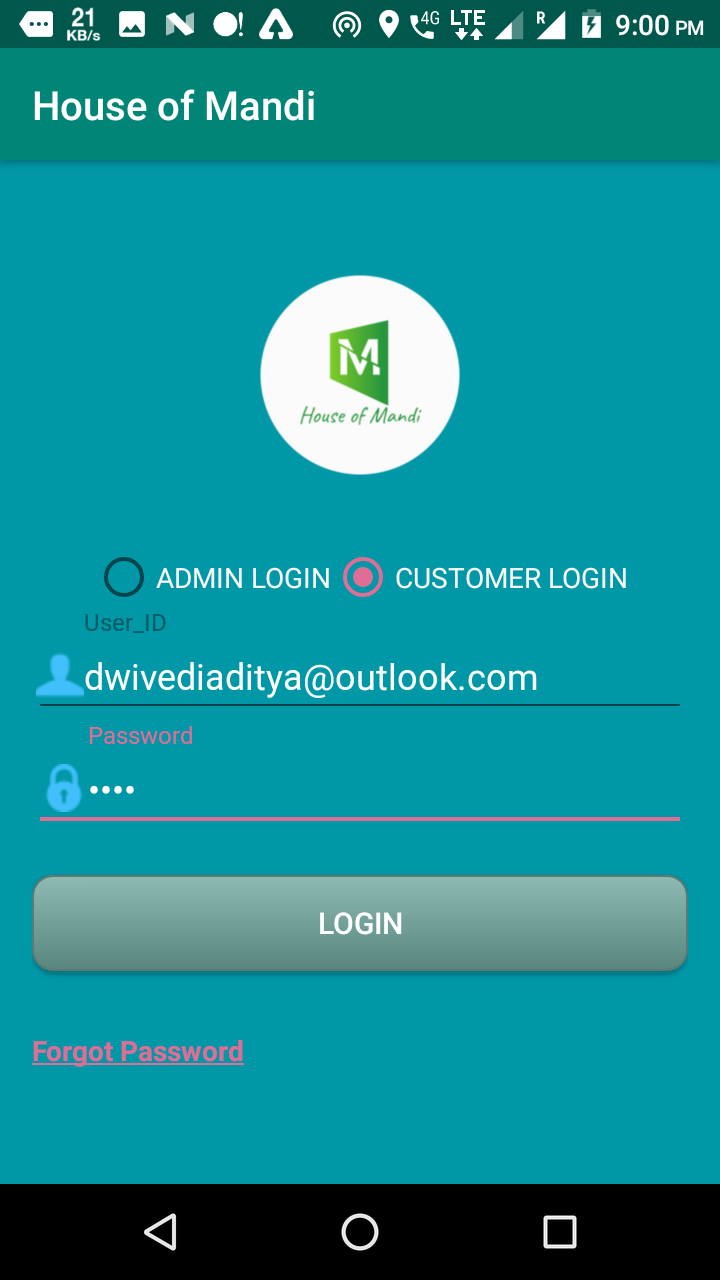 21
KB/s
4G
LTE
R
9:00 PM
House of Mandi
M
House of Mandi
ADMIN LOGIN CUSTOMER LOGIN
User_ID
dwivediaditya@outlook.com
Password
••••
LOGIN
Forgot Password